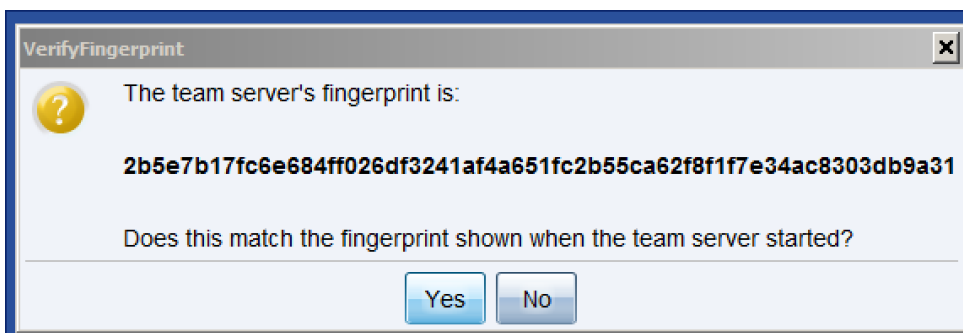 VerifyFingerprint
The team server's fingerprint is:
2b5e7b17fc6e684ff026df3241af4a651fc2b55ca62f8f1f7e34ac8303db9a31
Does this match the fingerprint shown when the team server started?
Yes No